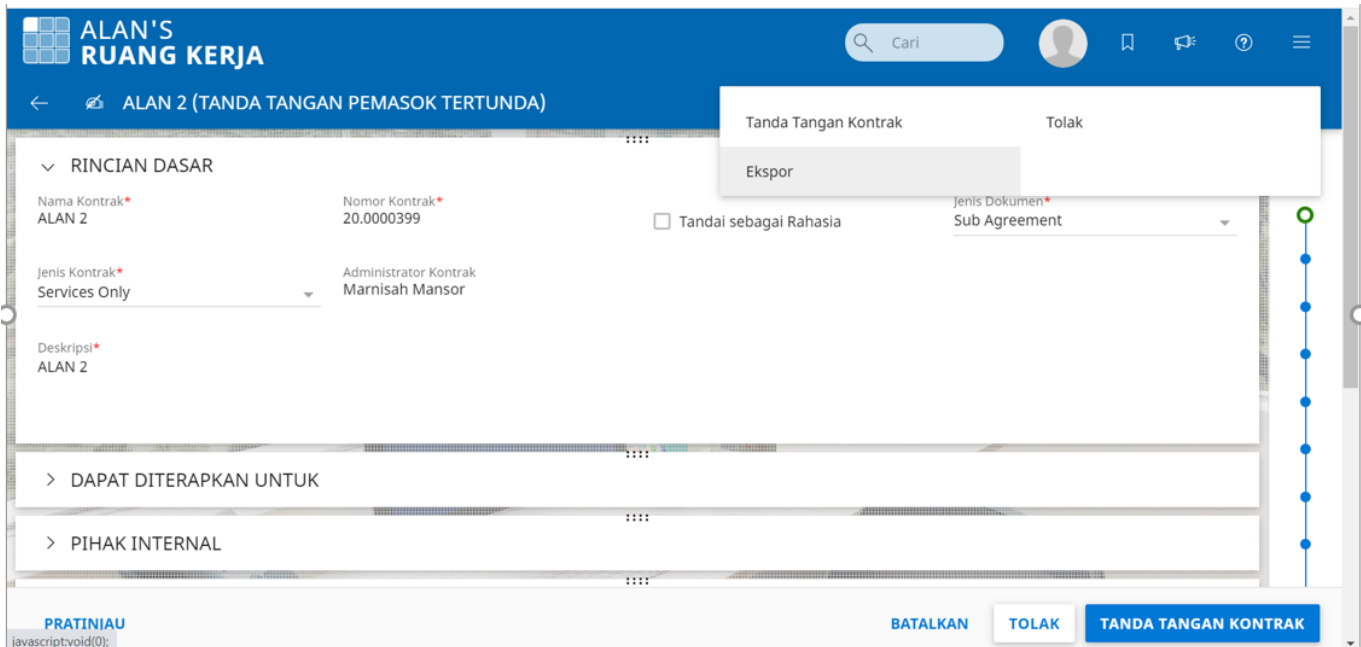 ALAN'S
RUANG KERJA
Cari
ALAN 2 (TANDA TANGAN PEMASOK TERTUNDA)
Tanda Tangan Kontrak
Tolak
Ekspor
RINCIAN DASAR
Nama Kontrak*
ALAN 2
Nomor Kontrak*
20.0000399
Tandai sebagai Rahasia
Jenis Dokumen*
Sub Agreement
Jenis Kontrak*
Services Only
Administrator Kontrak
Marnisah Mansor
Deskripsi*
ALAN 2
DAPAT DITERAPKAN UNTUK
PIHAK INTERNAL
PRATINJAU
BATALKAN
TOLAK
TANDA TANGAN KONTRAK
javascript:void(0);